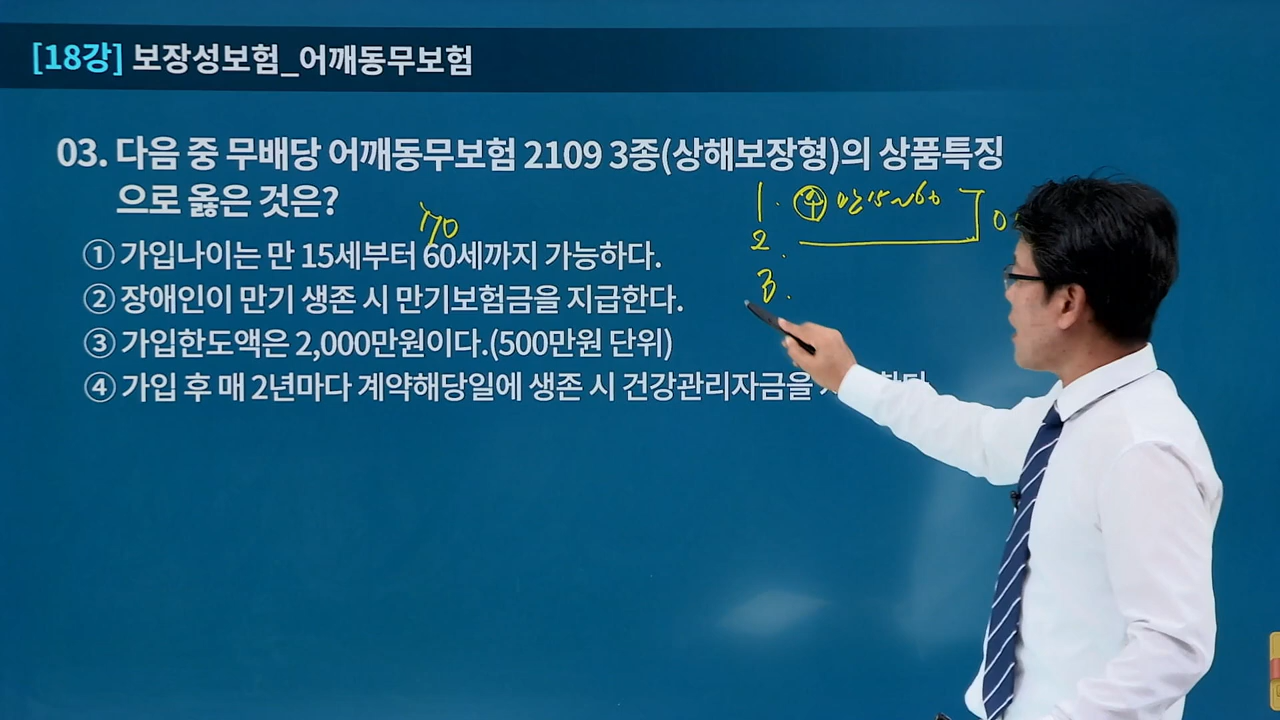 [18강] 보장성보험_어깨동무보험
03. 다음 중 무배당 어깨동무보험 2109 3종(상해보장형)의 상품특징
으로 옳은 것은?
1. 주 만15~60
2.
3.
70
① 가입나이는 만 15세부터 60세까지 가능하다.
② 장애인이 만기 생존 시 만기보험금을 지급한다.
③ 가입한도액은 2,000만원이다.(500만원 단위)
④ 가입 후 매 2년마다 계약해당일에 생존 시 건강관리자금을